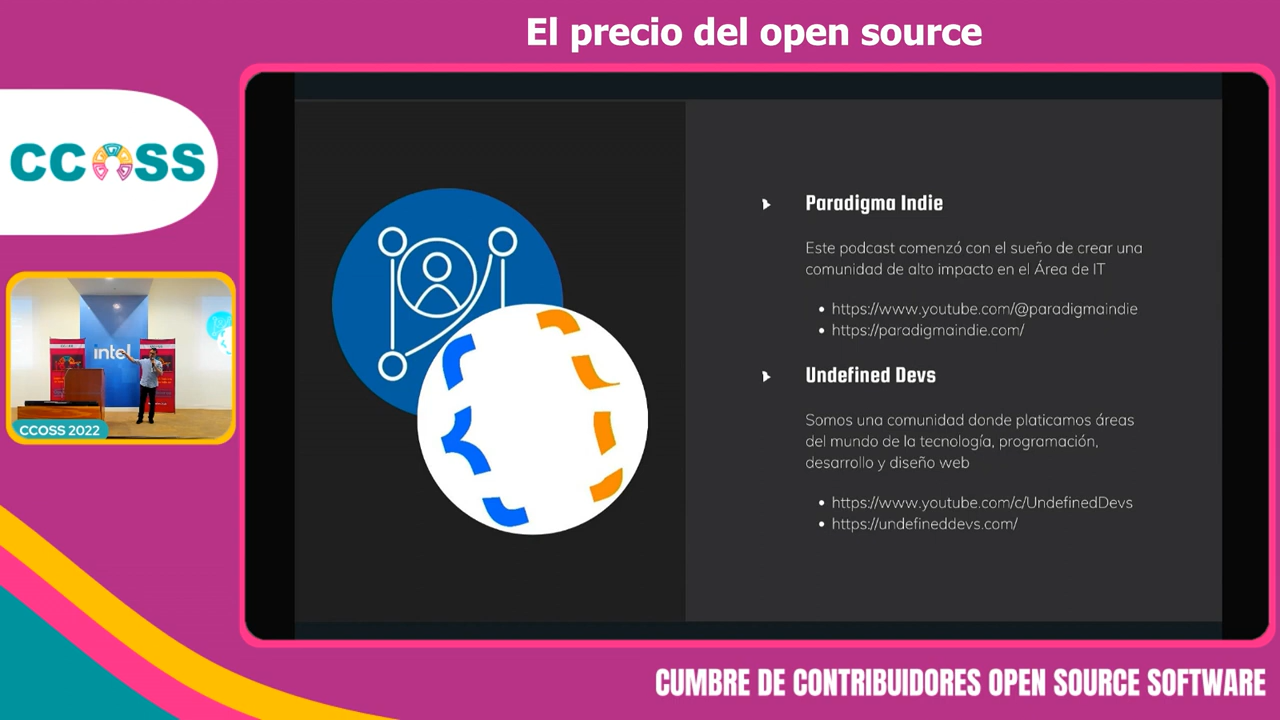 El precio del open source
CCOSS
intel
CCOSS 2022
Paradigma Indie
Este podcast comenzó con el sueño de crear una
comunidad de alto impacto en el Área de IT
• https://www.youtube.com/@paradigmaindie
• https://paradigmaindie.com/
Undefined Devs
Somos una comunidad donde platicamos áreas
del mundo de la tecnología, programación,
desarrollo y diseño web
• https://www.youtube.com/c/UndefinedDevs
• https://undefineddevs.com/
CUMBRE DE CONTRIBUIDORES OPEN SOURCE SOFTWARE